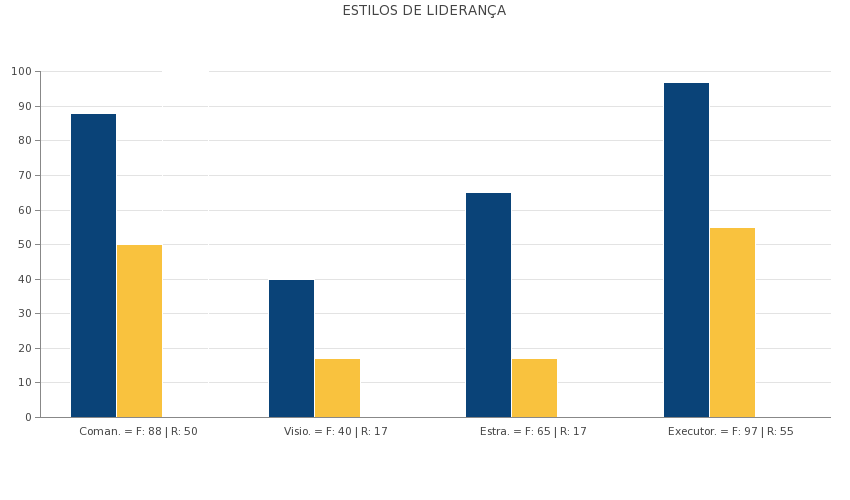 ESTILOS DE LIDERANÇA
100
90
80
70
60
50
40
30
20
10
0
Coman. = F: 88 | R: 50
Visio. = F: 40 | R: 17
Estra. = F: 65 | R: 17
Executor. = F: 97 | R: 55